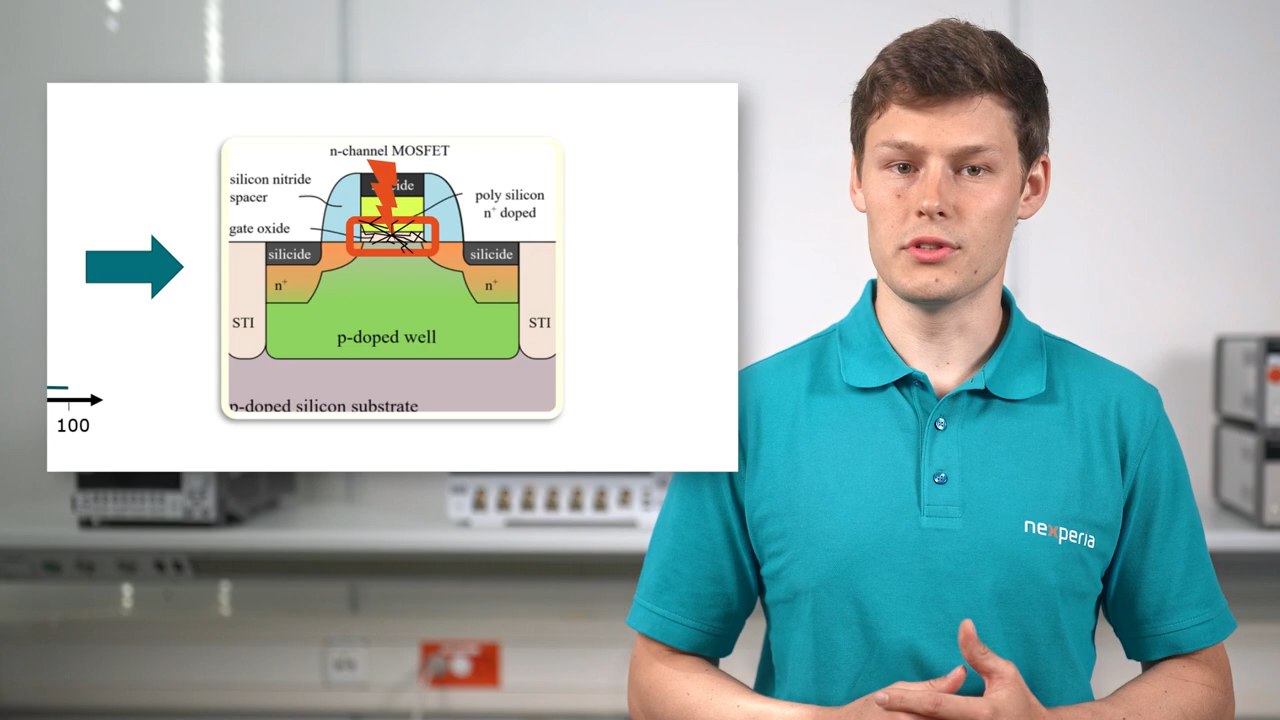 n-channel MOSFET
silicon nitride
spacer
poly silicon
n⁺ doped
gate oxide
silicide
silicide
n⁺
n⁺
STI
STI
p-doped well
p-doped silicon substrate
100
nexperia